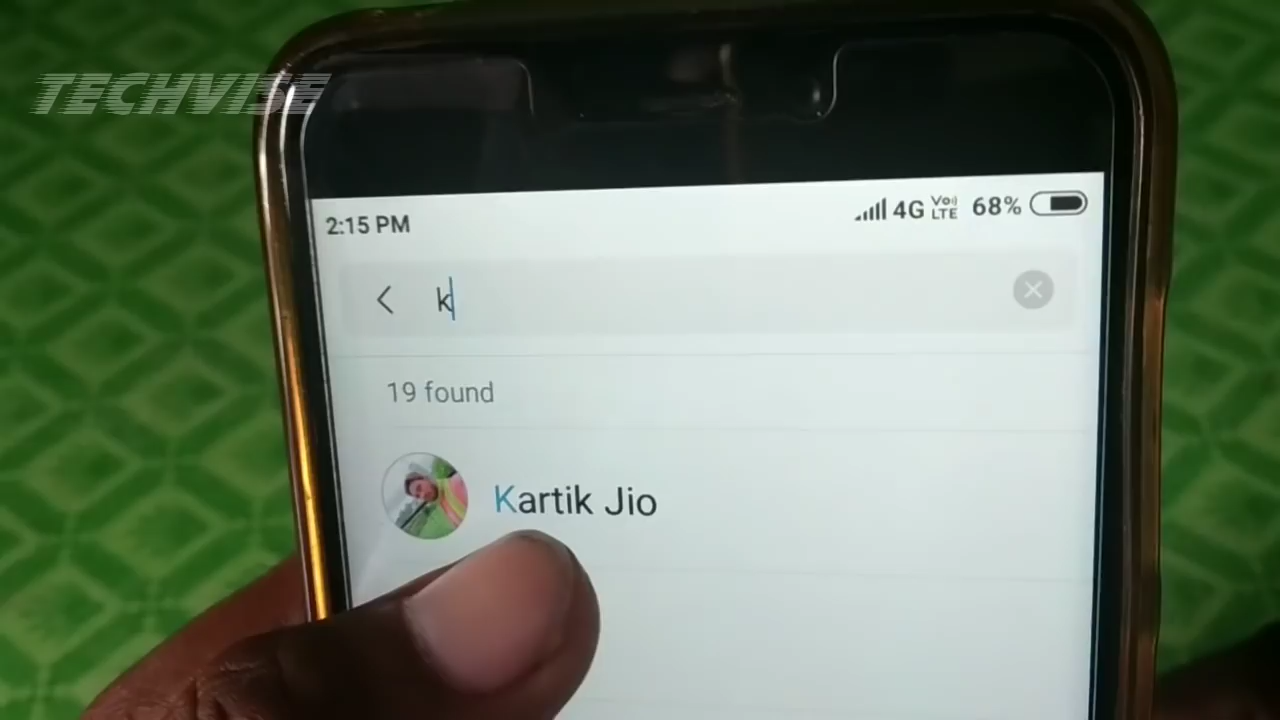 TECHVISE
2:15 PM
4G Vo) LTE 68%
k
19 found
Kartik Jio